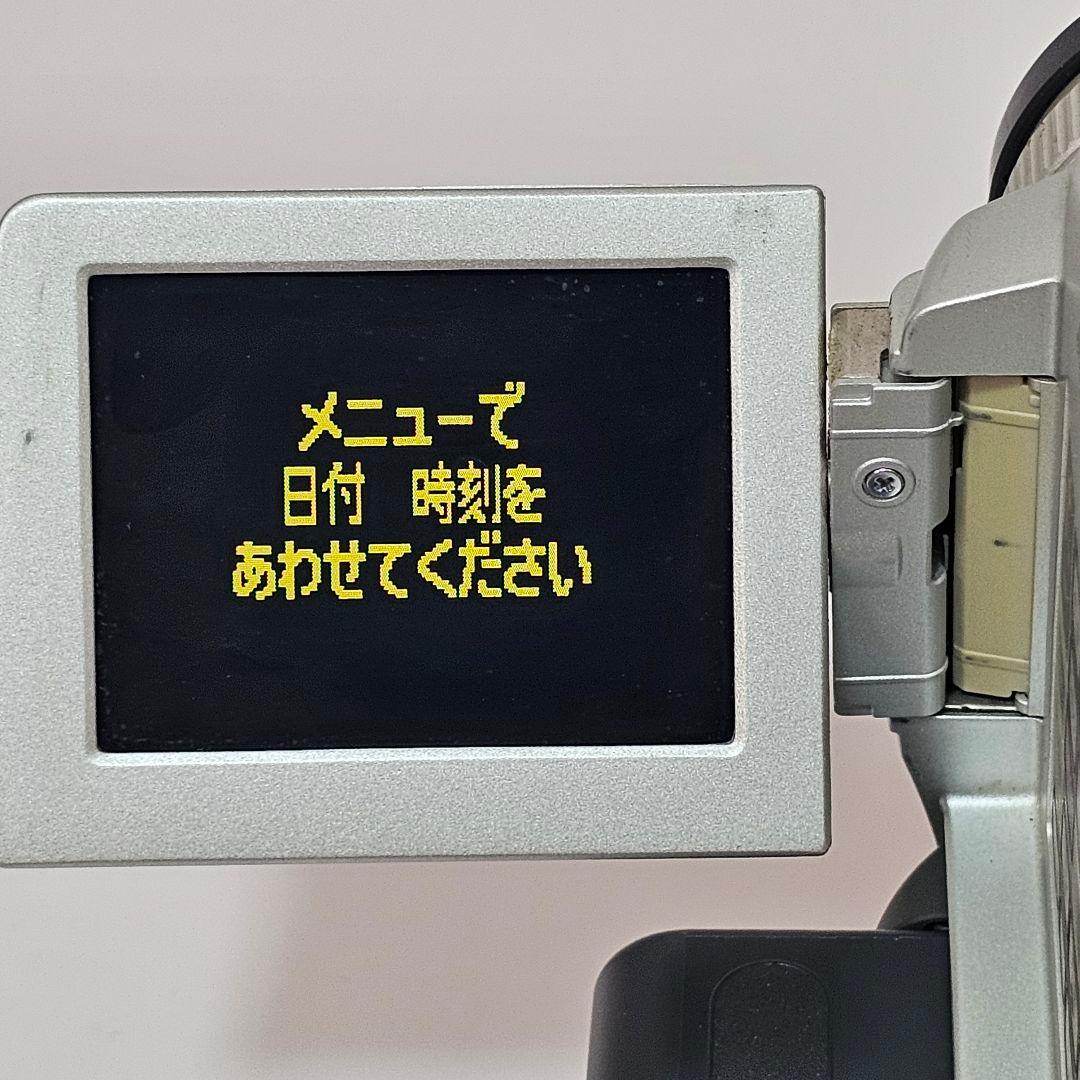 メニューで
日付　時刻を
あわせてください